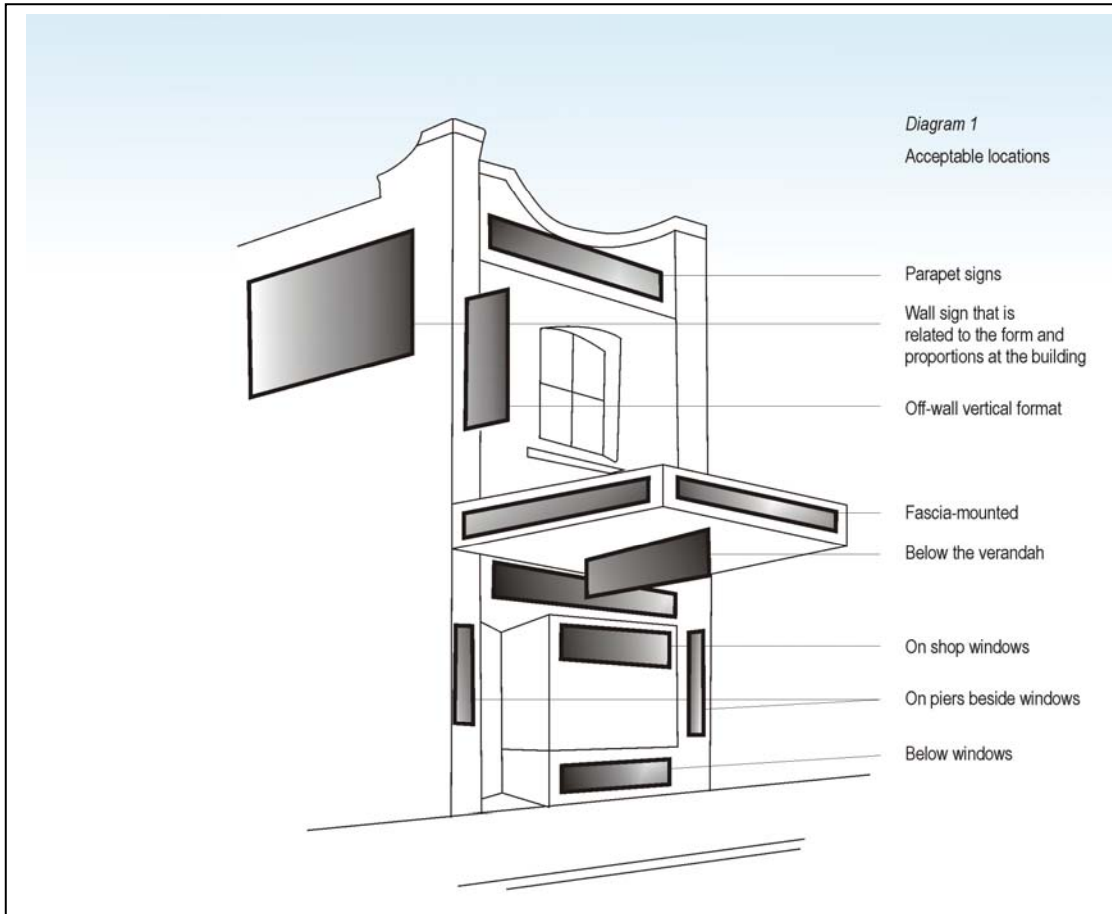 Diagram 1
Acceptable locations
Parapet signs
Wall sign that is
related to the form and
proportions at the building
Off-wall vertical format
Fascia-mounted
Below the verandah
On shop windows
On piers beside windows
Below windows